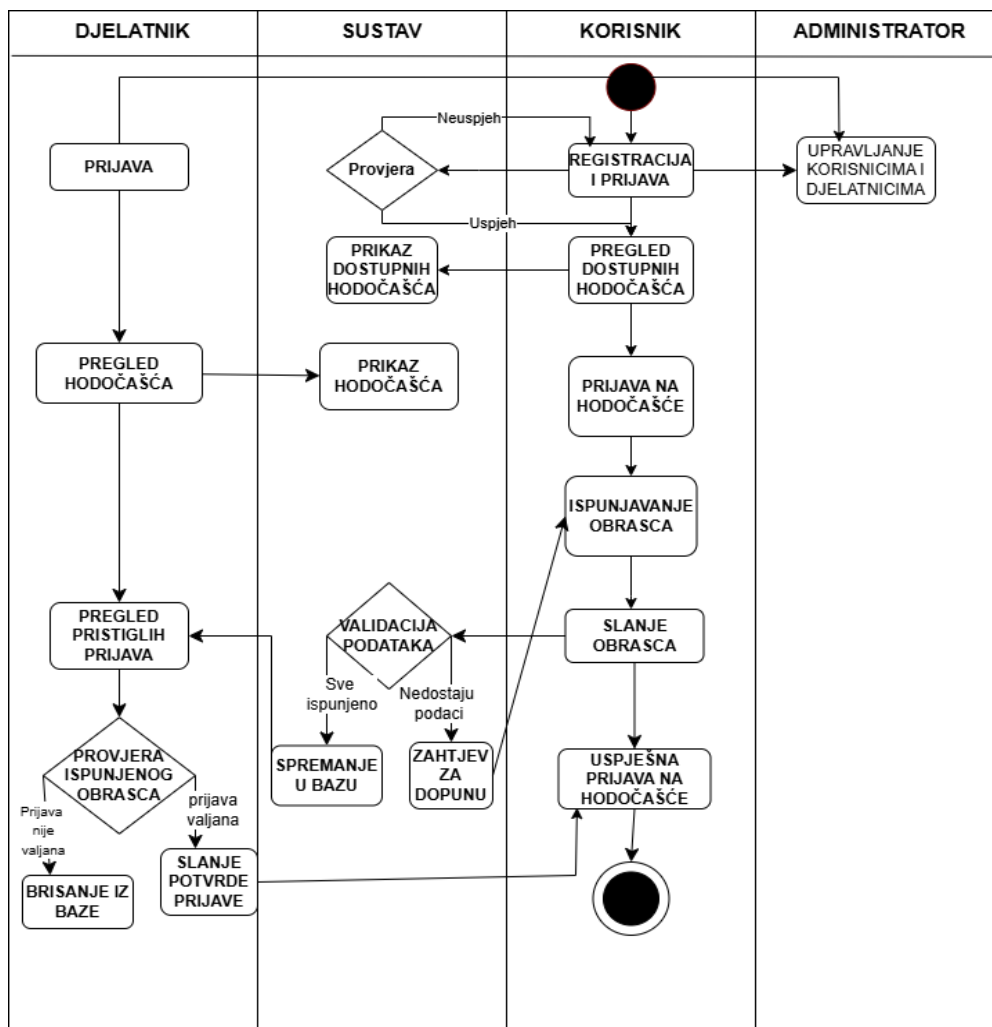 DJELATNIK
SUSTAV
KORISNIK
ADMINISTRATOR
Neuspjeh
PRIJAVA
Provjera
REGISTRACIJA
I PRIJAVA
UPRAVLJANJE
KORISNICIMA I
DJELATNICIMA
Uspjeh
PRIKAZ
DOSTUPNIH
HODOČAŠĆA
PREGLED
DOSTUPNIH
HODOČAŠĆA
PREGLED
HODOČAŠĆA
PRIKAZ
HODOČAŠĆA
PRIJAVA NA
HODOČAŠĆE
ISPUNJAVANJE
OBRASCA
PREGLED
PRISTIGLIH
PRIJAVA
VALIDACIJA
PODATAKA
SLANJE
OBRASCA
Sve
ispunjeno
Nedostaju
podaci
PROVJERA
ISPUNJENOG
OBRASCA
SPREMANJE
U BAZU
ZAHTJEV
ZA
DOPUNU
USPJEŠNA
PRIJAVA NA
HODOČAŠĆE
Prijava
nije
valjana
prijava
valjana
BRISANJE IZ
BAZE
SLANJE
POTVRDE
PRIJAVE